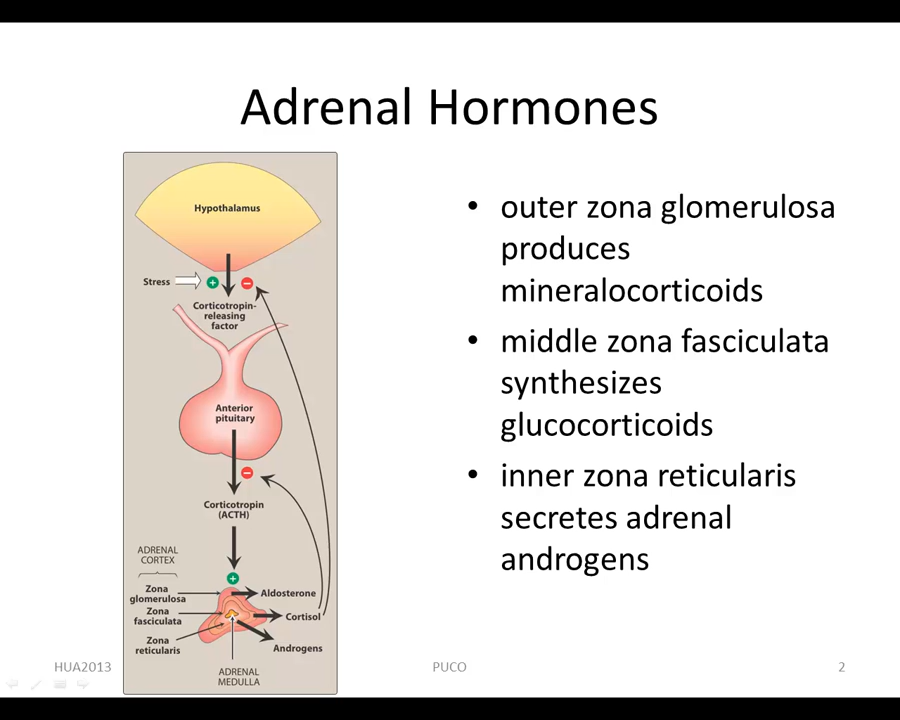 Adrenal Hormones
Hypothalamus
Stress
Corticotropin-
releasing
factor
Anterior
pituitary
Corticotropin
(ACTH)
ADRENAL
CORTEX
Zona
glomerulosa
Zona
fasciculata
Zona
reticularis
Aldosterone
Cortisol
Androgens
ADRENAL
MEDULLA
• outer zona glomerulosa
produces
mineralocorticoids
• middle zona fasciculata
synthesizes
glucocorticoids
• inner zona reticularis
secretes adrenal
androgens
HUA2013
PUCO
2